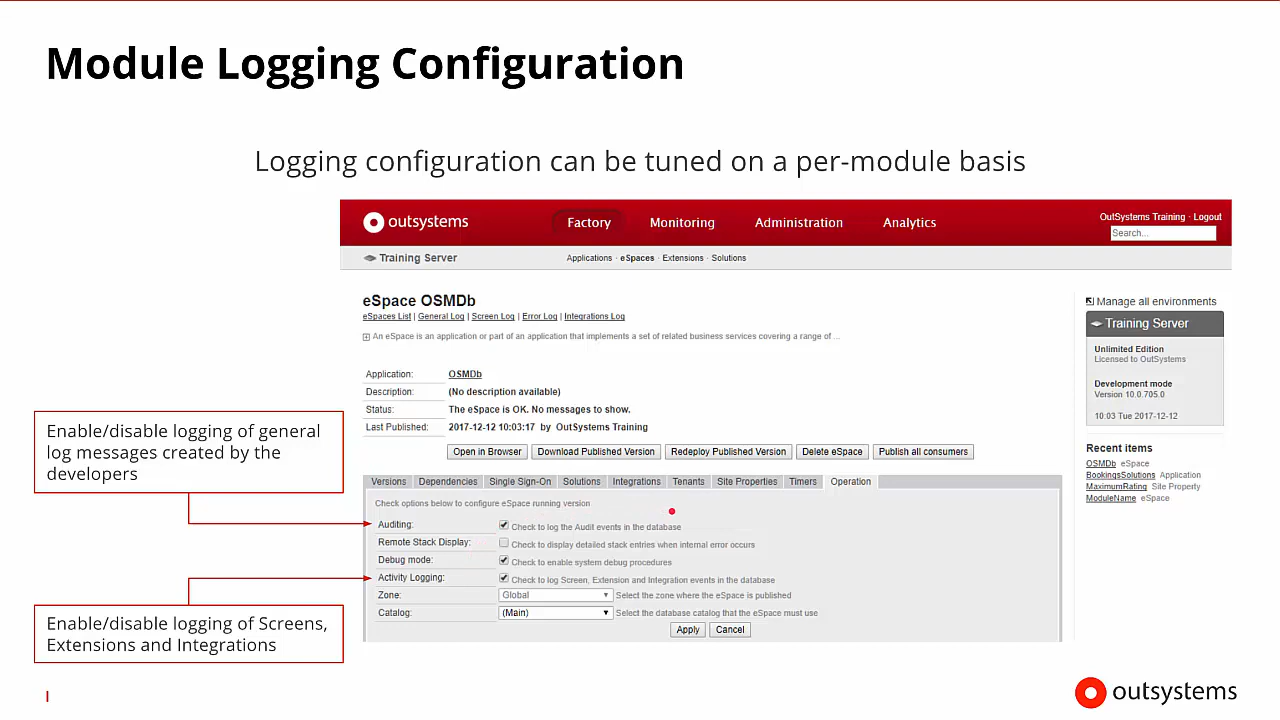 Module Logging Configuration
Logging configuration can be tuned on a per-module basis
outsystems
Factory
Monitoring
Administration
Analytics
OutSystems Training · Logout
Search...
Training Server
Applications · eSpaces · Extensions · Solutions
eSpace OSMDb
eSpaces List | General Log | Screen Log | Error Log | Integrations Log
An eSpace is an application or part of an application that implements a set of related business services covering a range of ...
Application: OSMDb
Description: (No description available)
Status: The eSpace is OK. No messages to show.
Last Published: 2017-12-12 10:03:17 by OutSystems Training
Open in Browser
Download Published Version
Redeploy Published Version
Delete eSpace
Publish all consumers
Versions
Dependencies
Single Sign-On
Solutions
Integrations
Tenants
Site Properties
Timers
Operation
Check options below to configure eSpace running version
Auditing: Check to log the Audit events in the database
Remote Stack Display: Check to display detailed stack entries when internal error occurs
Debug mode: Check to enable system debug procedures
Activity Logging: Check to log Screen, Extension and Integration events in the database
Zone: Global Select the zone where the eSpace is published
Catalog: (Main) Select the database catalog that the eSpace must use
Apply
Cancel
Manage all environments
Training Server
Unlimited Edition
Licensed to OutSystems
Development mode
Version 10.0.705.0
10:03 Tue 2017-12-12
Recent items
OSMDb eSpace
BookingsSolutions Application
MaximumRating Site Property
ModuleName eSpace
Enable/disable logging of general
log messages created by the
developers
Enable/disable logging of Screens,
Extensions and Integrations
outsystems